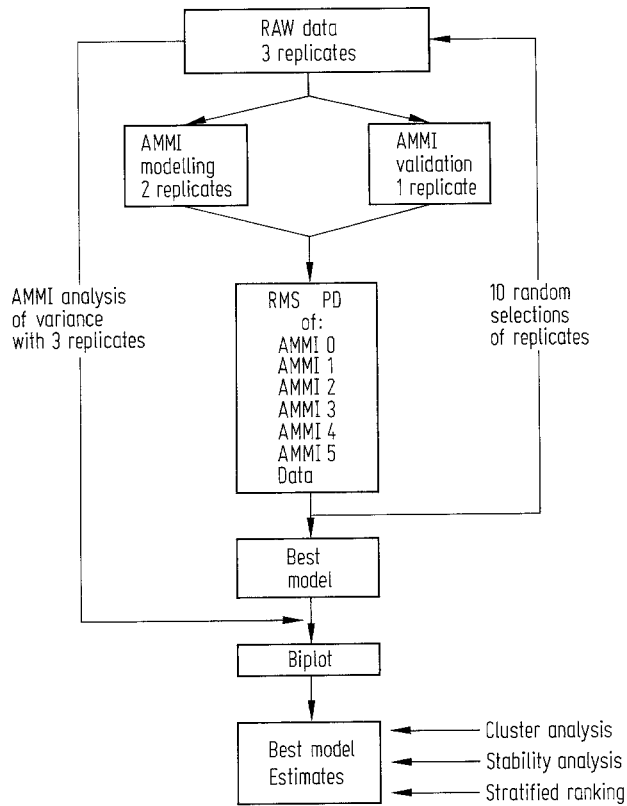 RAW data
3 replicates
AMMI
modelling
2 replicates
AMMI
validation
1 replicate
AMMI analysis
of variance
with 3 replicates
RMS PD
of:
AMMI 0
AMMI 1
AMMI 2
AMMI 3
AMMI 4
AMMI 5
Data
10 random
selections
of replicates
Best
model
Biplot
Best model
Estimates
Cluster analysis
Stability analysis
Stratified ranking